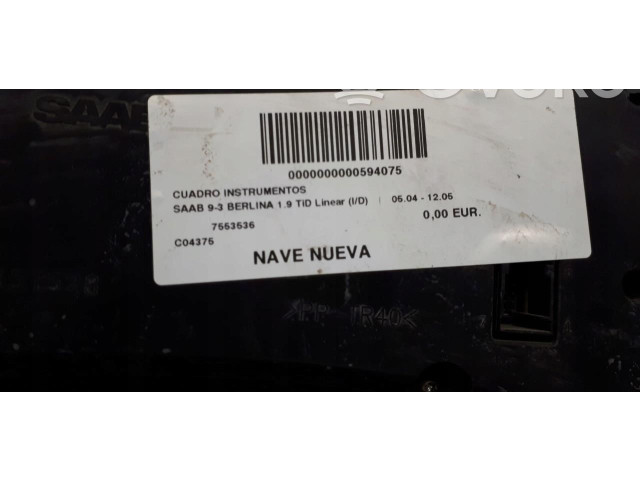 SAAB
0000000000594075
CUADRO INSTRUMENTOS
SAAB 9-3 BERLINA 1.9 TiD Linear (I/D) | 05.04 - 12.05
0,00 EUR.
7553536
C04375
NAVE NUEVA